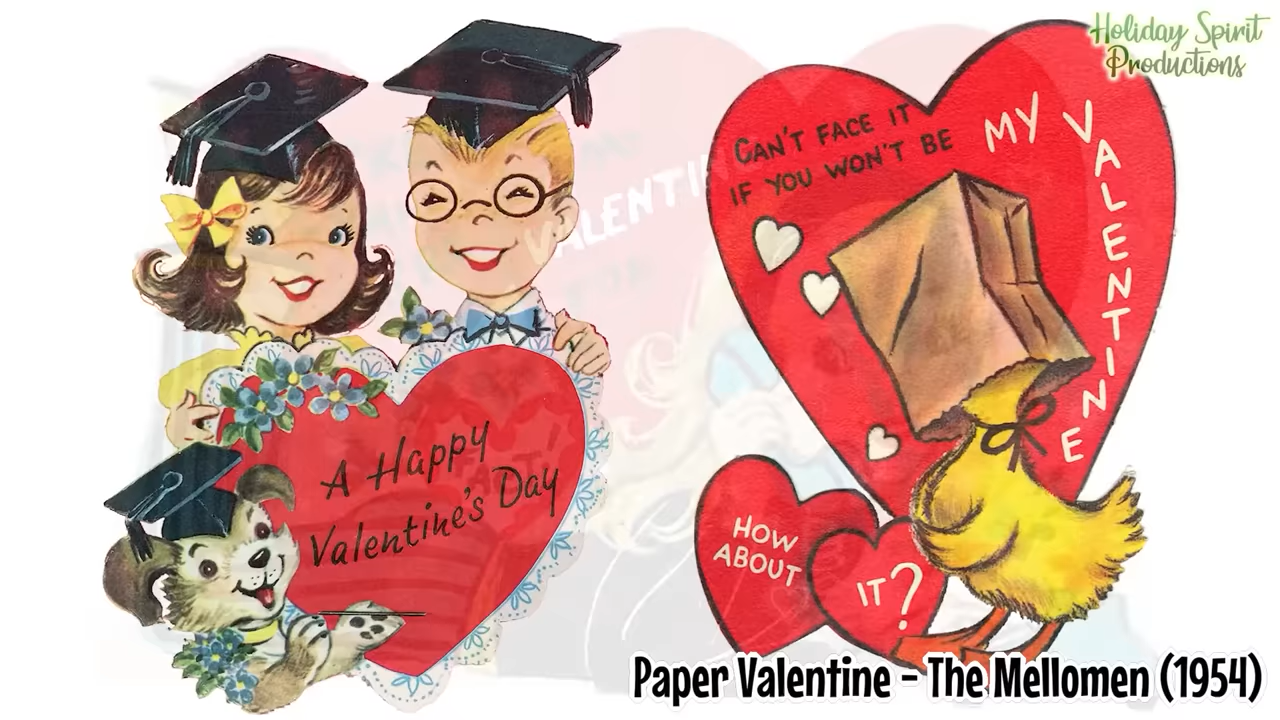 Holiday Spirit
Productions
CAN'T FACE IT
IF YOU WON'T BE
MY
VALENTINE
HOW
ABOUT
IT?
A Happy
Valentine's Day
VALENTI
Paper Valentine - The Mellomen (1954)